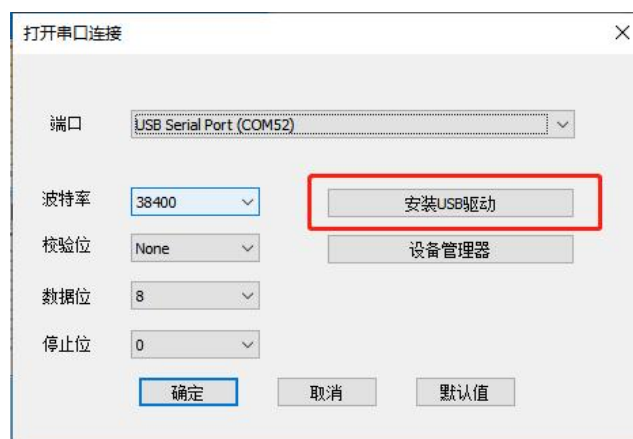 打开串口连接
端口 USB Serial Port (COM52)
波特率 38400 安装USB驱动
校验位 None 设备管理器
数据位 8
停止位 0
确定 取消 默认值